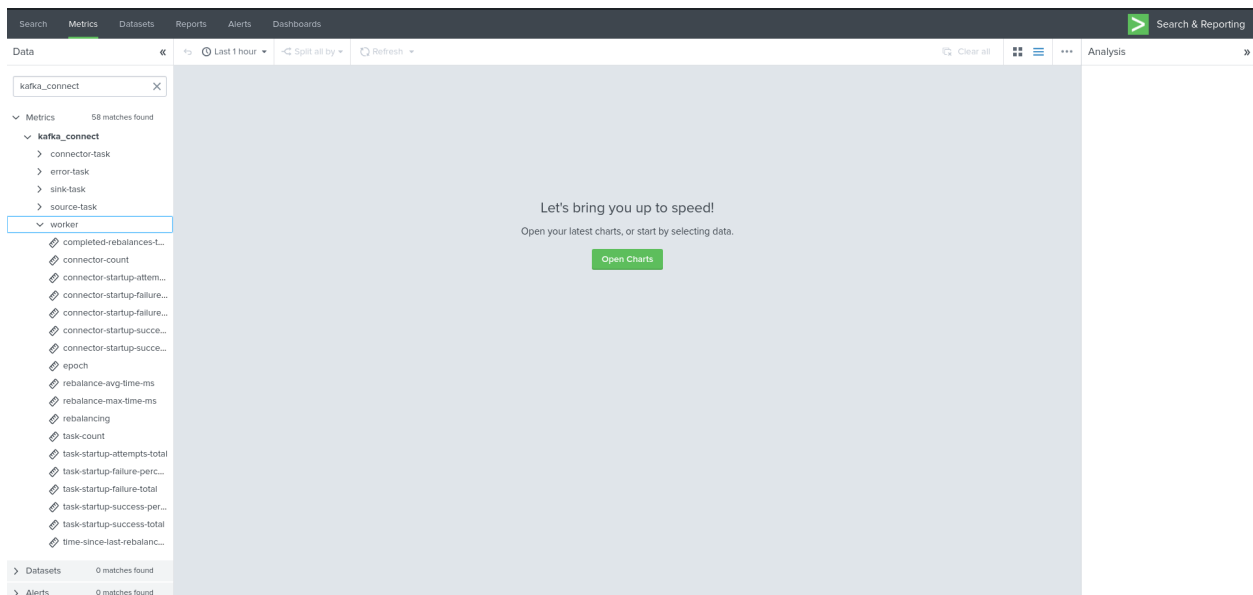 Search Metrics Datasets Reports Alerts Dashboards Search & Reporting
Data « Last 1 hour Split all by Refresh Clear all Analysis »
kafka_connect
Metrics 58 matches found
kafka_connect
connector-task
error-task
sink-task
source-task
worker
completed-rebalances-t...
connector-count
connector-startup-attem...
connector-startup-failure...
connector-startup-failure...
connector-startup-succe...
connector-startup-succe...
epoch
rebalance-avg-time-ms
rebalance-max-time-ms
rebalancing
task-count
task-startup-attempts-total
task-startup-failure-perc...
task-startup-failure-total
task-startup-success-per...
task-startup-success-total
time-since-last-rebalanc...
Datasets 0 matches found
Alerts 0 matches found
Let's bring you up to speed!
Open your latest charts, or start by selecting data.
Open Charts